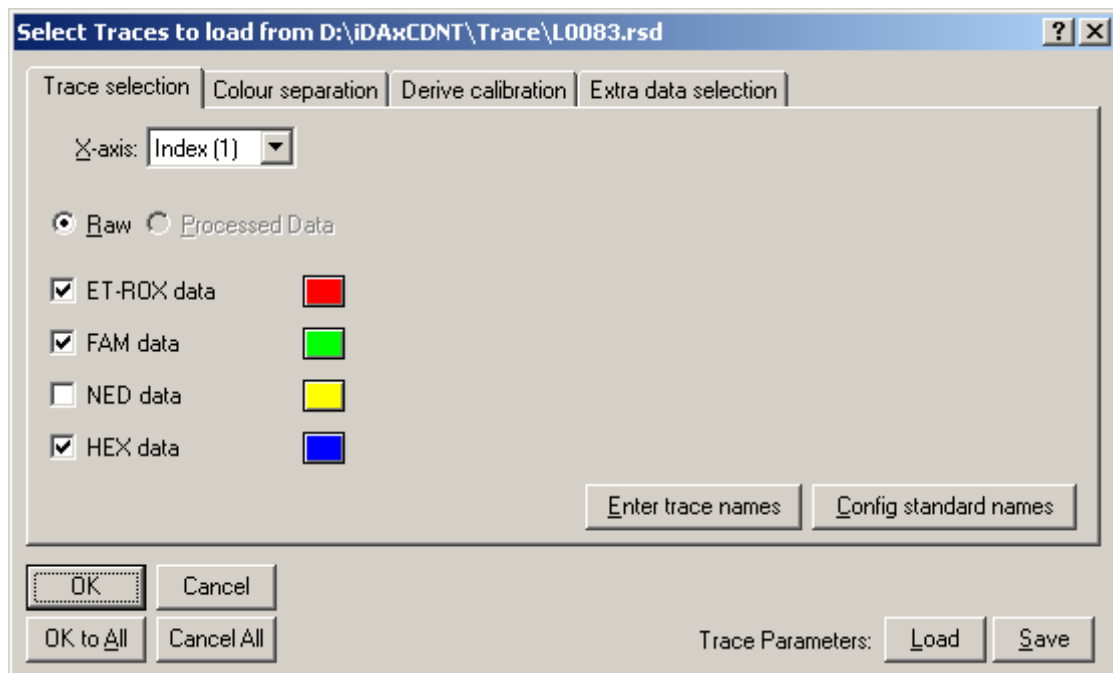 Select Traces to load from D:\iDAxCDNT\Trace\L0083.rsd
Trace selection Colour separation Derive calibration Extra data selection
X-axis: Index (1)
Raw Processed Data
ET-ROX data
FAM data
NED data
HEX data
Enter trace names Config standard names
OK Cancel
OK to All Cancel All Trace Parameters: Load Save